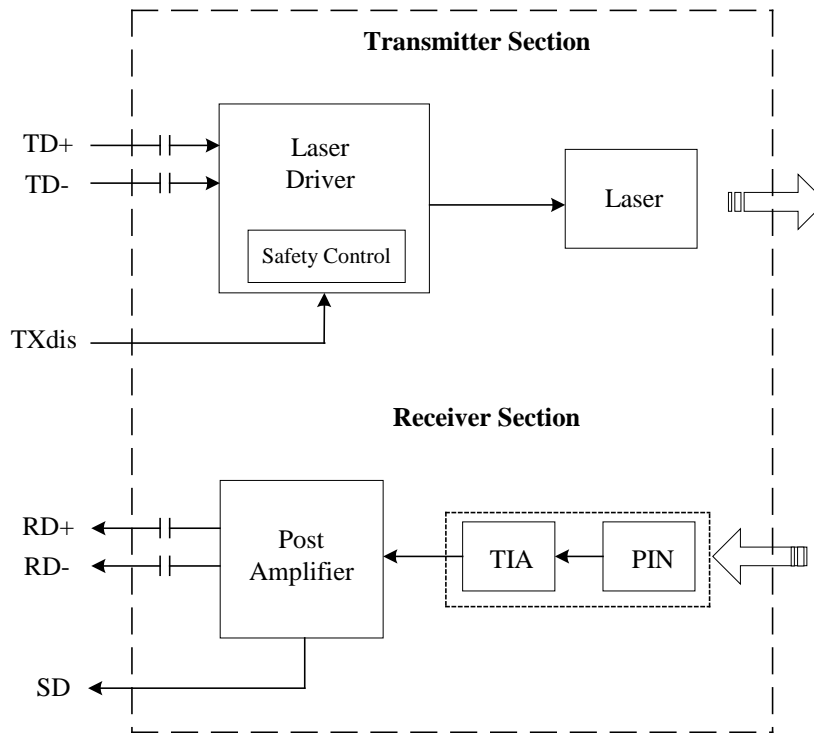 Transmitter Section
TD+
TD-
Laser
Driver
Safety Control
Laser
TXdis
Receiver Section
RD+
RD-
Post
Amplifier
TIA
PIN
SD